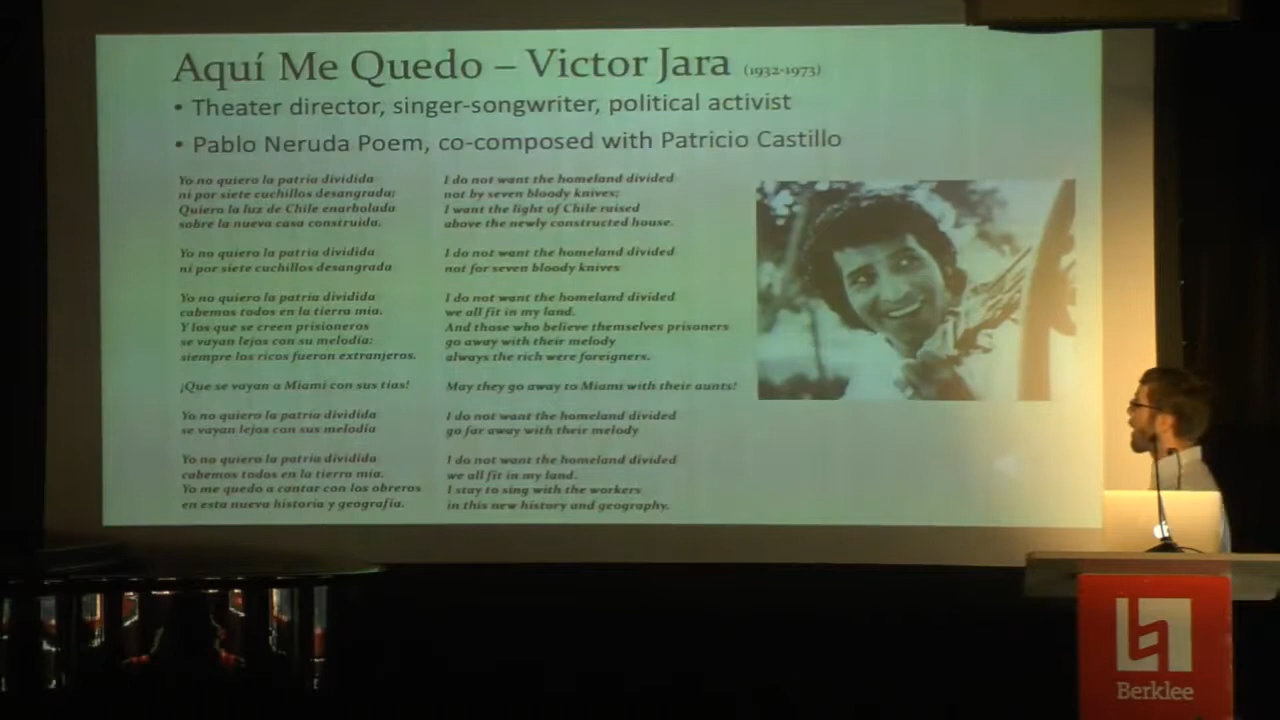 Aquí Me Quedo – Victor Jara (1932-1973)
• Theater director, singer-songwriter, political activist
• Pablo Neruda Poem, co-composed with Patricio Castillo
Yo no quiero la patria dividida
ni por siete cuchillos desangrada:
Quiero la luz de Chile enarbolada
sobre la nueva casa construida.
Yo no quiero la patria dividida
ni por siete cuchillos desangrada
Yo no quiero la patria dividida
cabemos todos en la tierra mía.
Y los que se creen prisioneros
se vayan lejos con su melodía:
siempre los ricos fueron extranjeros.
¡Que se vayan a Miami con sus tías!
Yo no quiero la patria dividida
se vayan lejos con sus melodía
Yo no quiero la patria dividida
cabemos todos en la tierra mía.
Yo me quedo a cantar con los obreros
en esta nueva historia y geografía.
I do not want the homeland divided
not by seven bloody knives;
I want the light of Chile raised
above the newly constructed house.
I do not want the homeland divided
not for seven bloody knives
I do not want the homeland divided
we all fit in my land.
And those who believe themselves prisoners
go away with their melody
always the rich were foreigners.
May they go away to Miami with their aunts!
I do not want the homeland divided
go far away with their melody
I do not want the homeland divided
we all fit in my land.
I stay to sing with the workers
in this new history and geography.
Berklee